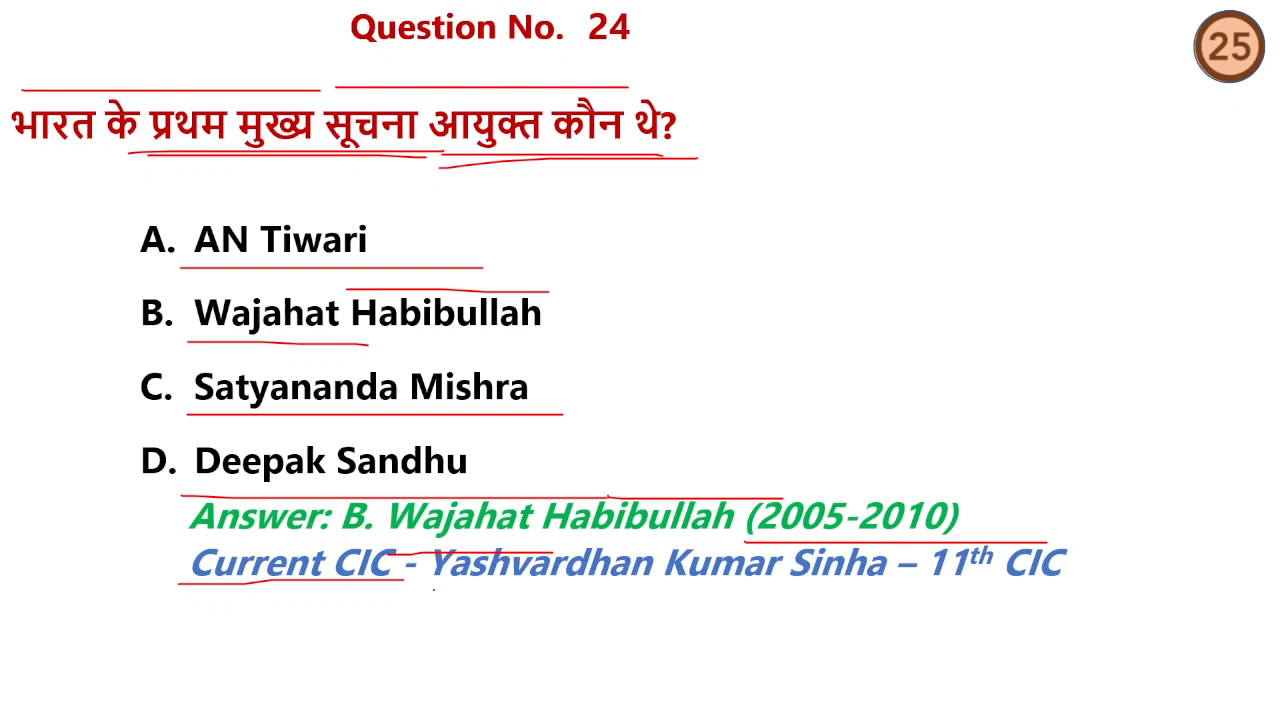 Question No. 24
25
भारत के प्रथम मुख्य सूचना आयुक्त कौन थे?
A. AN Tiwari
B. Wajahat Habibullah
C. Satyananda Mishra
D. Deepak Sandhu
Answer: B. Wajahat Habibullah (2005-2010)
Current CIC - Yashvardhan Kumar Sinha – 11th CIC